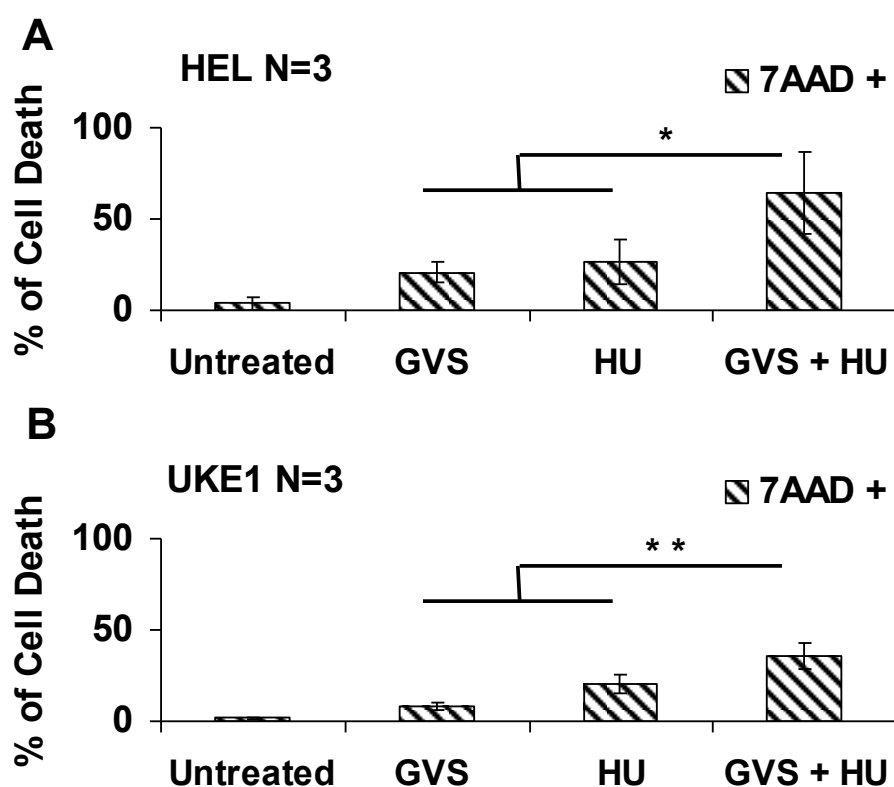 A
HEL N=3
7AAD +
% of Cell Death
100
50
0
*
Untreated GVS HU GVS + HU
B
UKE1 N=3
7AAD +
% of Cell Death
100
50
0
* *
Untreated GVS HU GVS + HU